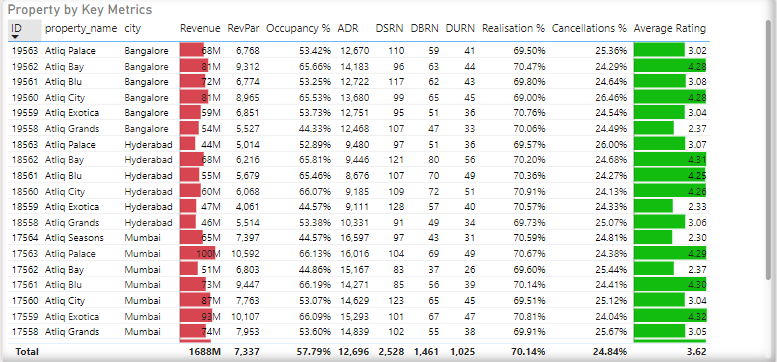 Property by Key Metrics
ID property_name city Revenue RevPar Occupancy % ADR DSRN DBRN DURN Realisation % Cancellations % Average Rating
19563 Atliq Palace Bangalore 68M 6,768 53.42% 12,670 110 59 41 69.50% 25.36% 3.02
19562 Atliq Bay Bangalore 81M 9,312 65.66% 14,183 96 63 44 70.47% 24.29% 4.28
19561 Atliq Blu Bangalore 72M 6,774 53.25% 12,722 117 62 43 69.80% 24.64% 3.08
19560 Atliq City Bangalore 81M 8,965 65.53% 13,680 99 65 45 69.00% 26.46% 4.28
19559 Atliq Exotica Bangalore 59M 6,851 53.73% 12,751 95 51 36 70.76% 24.54% 3.04
19558 Atliq Grands Bangalore 54M 5,527 44.33% 12,468 107 47 33 70.06% 24.49% 2.37
18563 Atliq Palace Hyderabad 44M 5,014 52.89% 9,480 97 51 36 69.57% 26.00% 3.07
18562 Atliq Bay Hyderabad 68M 6,216 65.81% 9,446 121 80 56 70.20% 24.68% 4.31
18561 Atliq Blu Hyderabad 55M 5,679 65.46% 8,676 107 70 49 70.36% 24.27% 4.25
18560 Atliq City Hyderabad 60M 6,068 66.07% 9,185 109 72 51 70.91% 24.13% 4.26
18559 Atliq Exotica Hyderabad 47M 4,061 44.57% 9,111 128 57 40 70.57% 24.33% 2.33
18558 Atliq Grands Hyderabad 46M 5,514 53.38% 10,331 91 49 34 69.73% 25.07% 3.06
17564 Atliq Seasons Mumbai 65M 7,397 44.57% 16,597 97 43 31 70.59% 24.81% 2.30
17563 Atliq Palace Mumbai 100M 10,592 66.13% 16,016 104 69 49 70.67% 24.38% 4.29
17562 Atliq Bay Mumbai 51M 6,803 44.86% 15,167 83 37 26 69.60% 25.44% 2.37
17561 Atliq Blu Mumbai 73M 9,447 66.19% 14,271 85 56 39 70.14% 24.41% 4.30
17560 Atliq City Mumbai 87M 7,763 53.07% 14,629 123 65 45 69.51% 25.12% 3.04
17559 Atliq Exotica Mumbai 93M 10,107 66.09% 15,293 101 67 47 70.81% 24.04% 4.32
17558 Atliq Grands Mumbai 74M 7,953 53.60% 14,839 102 55 38 69.91% 25.67% 3.05
Total 1688M 7,337 57.79% 12,696 2,528 1,461 1,025 70.14% 24.84% 3.62